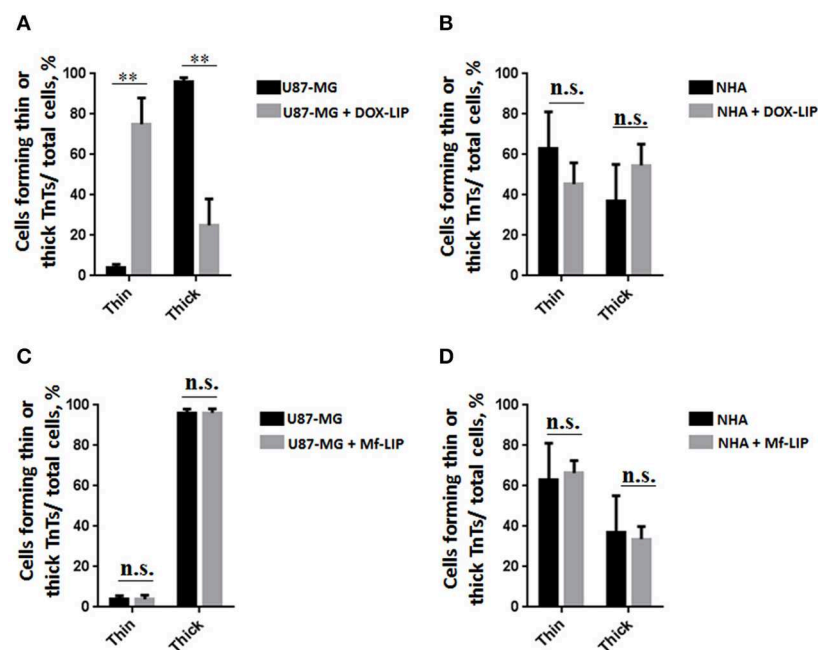 A
Cells forming thin or
thick TnTs/ total cells, %
100
80
60
40
20
0
**
**
Thin
Thick
U87-MG
U87-MG + DOX-LIP
B
Cells forming thin or
thick TnTs/ total cells, %
100
80
60
40
20
0
n.s.
n.s.
Thin
Thick
NHA
NHA + DOX-LIP
C
Cells forming thin or
thick TnTs/ total cells, %
100
80
60
40
20
0
n.s.
n.s.
Thin
Thick
U87-MG
U87-MG + Mf-LIP
D
Cells forming thin or
thick TnTs/ total cells, %
100
80
60
40
20
0
n.s.
n.s.
Thin
Thick
NHA
NHA + Mf-LIP